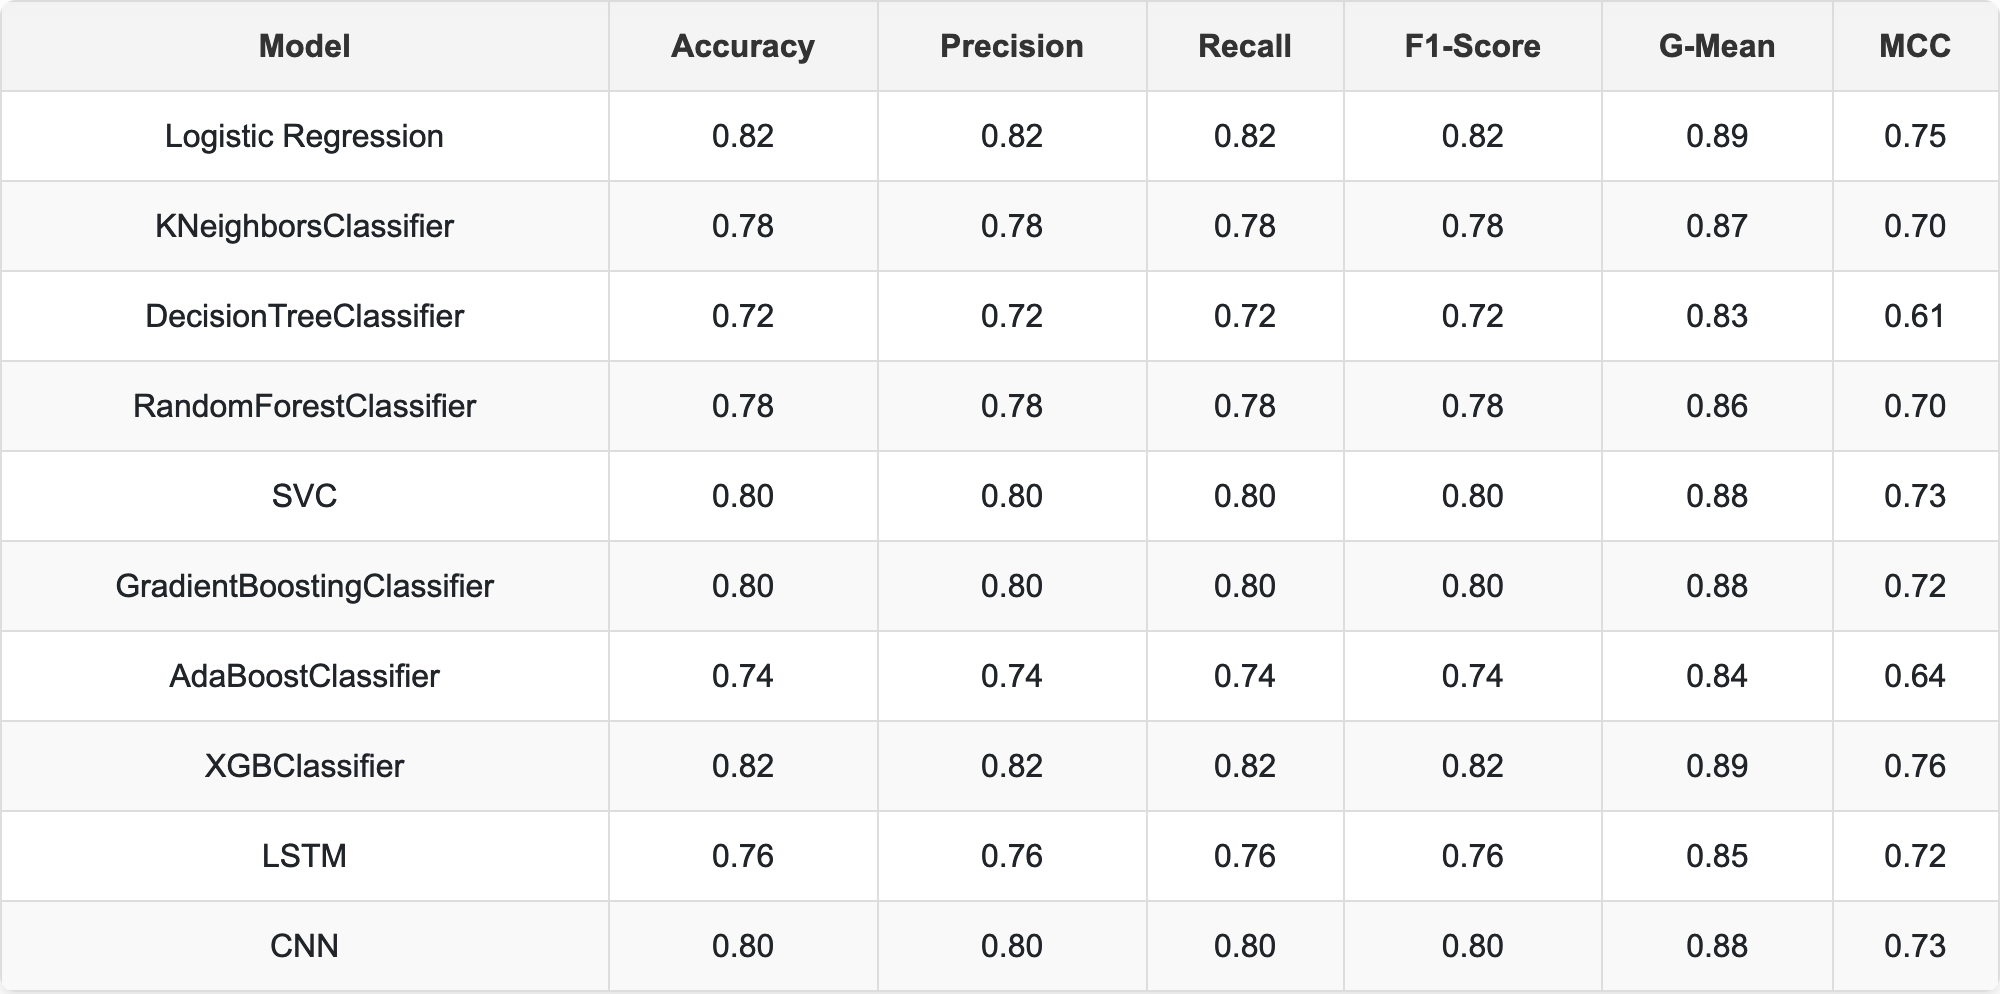 Model Accuracy Precision Recall F1-Score G-Mean MCC
Logistic Regression 0.82 0.82 0.82 0.82 0.89 0.75
KNeighborsClassifier 0.78 0.78 0.78 0.78 0.87 0.70
DecisionTreeClassifier 0.72 0.72 0.72 0.72 0.83 0.61
RandomForestClassifier 0.78 0.78 0.78 0.78 0.86 0.70
SVC 0.80 0.80 0.80 0.80 0.88 0.73
GradientBoostingClassifier 0.80 0.80 0.80 0.80 0.88 0.72
AdaBoostClassifier 0.74 0.74 0.74 0.74 0.84 0.64
XGBClassifier 0.82 0.82 0.82 0.82 0.89 0.76
LSTM 0.76 0.76 0.76 0.76 0.85 0.72
CNN 0.80 0.80 0.80 0.80 0.88 0.73